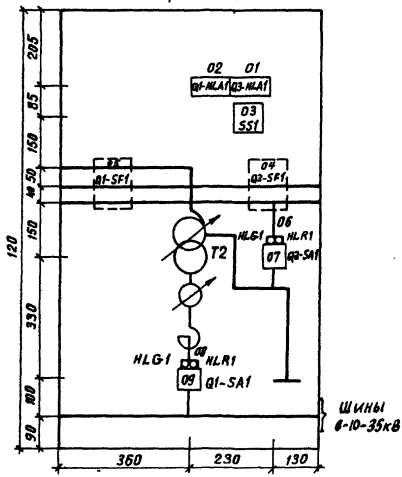 205
02 01
Q1-HLA1 Q3-HLA1
85
03
SS1
150
04
Q1-SF1 Q3-SF1
50
40
06
HLG1 HLR1
07 Q3-SA1
150
T2
120
330
08
HLG1 HLR1
09 Q1-SA1
100
ШИНЫ
6-10-35кВ
90
360 230 130